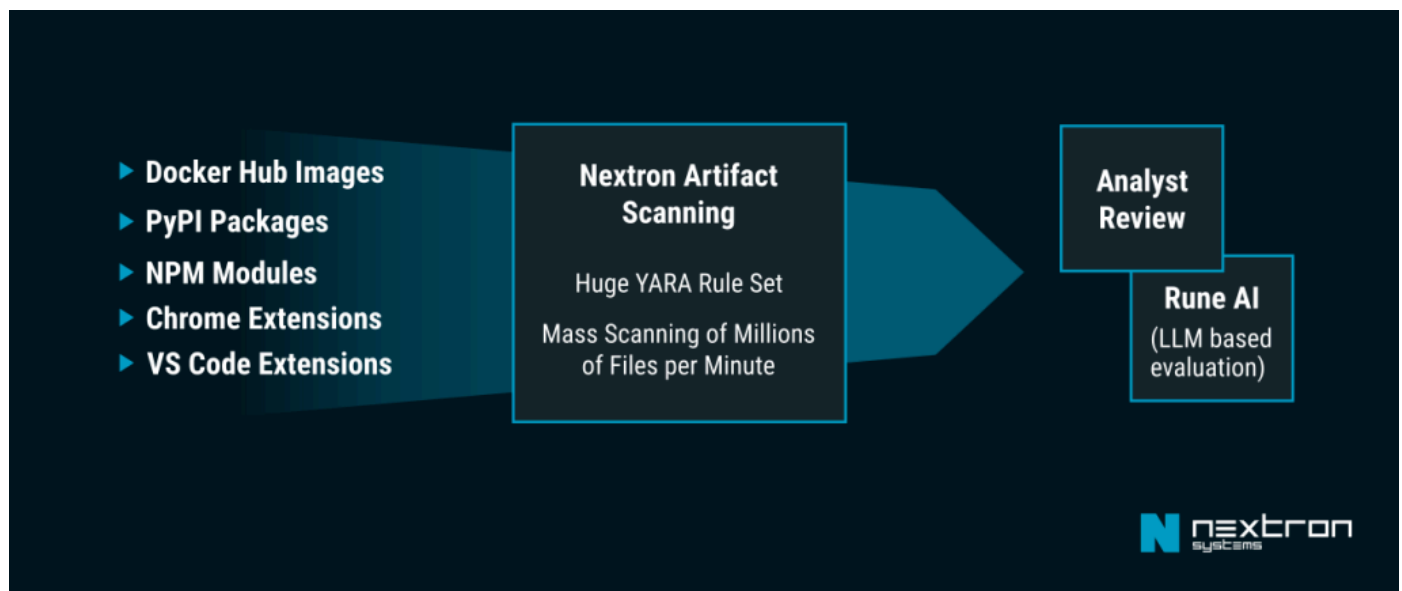 Docker Hub Images
PyPI Packages
NPM Modules
Chrome Extensions
VS Code Extensions
Nextron Artifact
Scanning
Huge YARA Rule Set
Mass Scanning of Millions
of Files per Minute
Analyst
Review
Rune AI
(LLM based
evaluation)
N nextron
systems